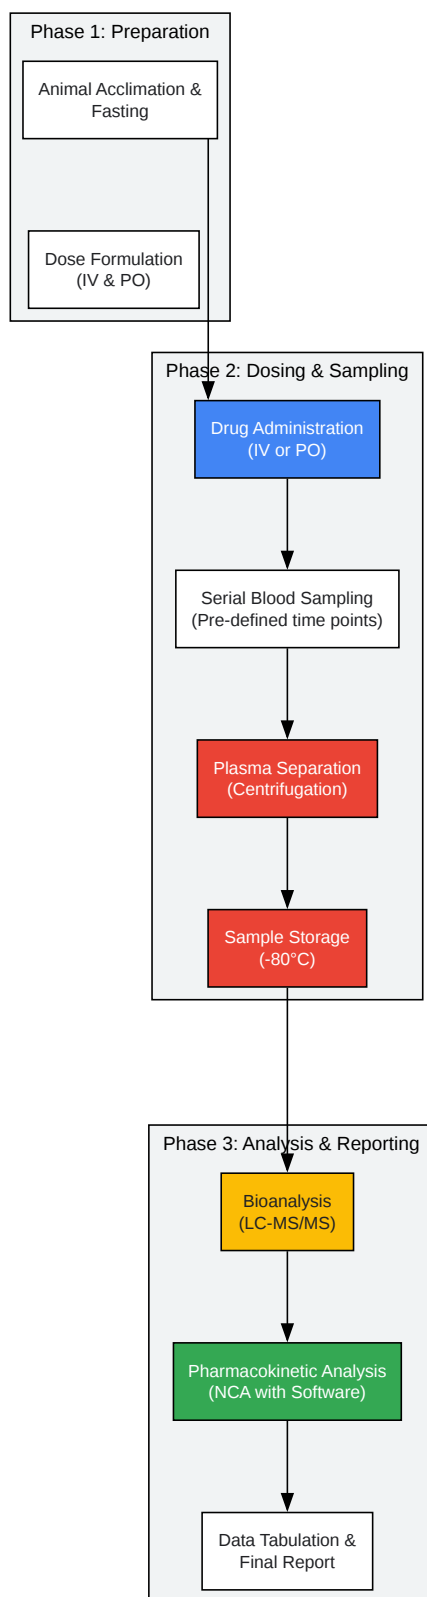 Phase 1: Preparation
Animal Acclimation &
Fasting
Dose Formulation
(IV & PO)
Phase 2: Dosing & Sampling
Drug Administration
(IV or PO)
Serial Blood Sampling
(Pre-defined time points)
Plasma Separation
(Centrifugation)
Sample Storage
(-80°C)
Phase 3: Analysis & Reporting
Bioanalysis
(LC-MS/MS)
Pharmacokinetic Analysis
(NCA with Software)
Data Tabulation &
Final Report